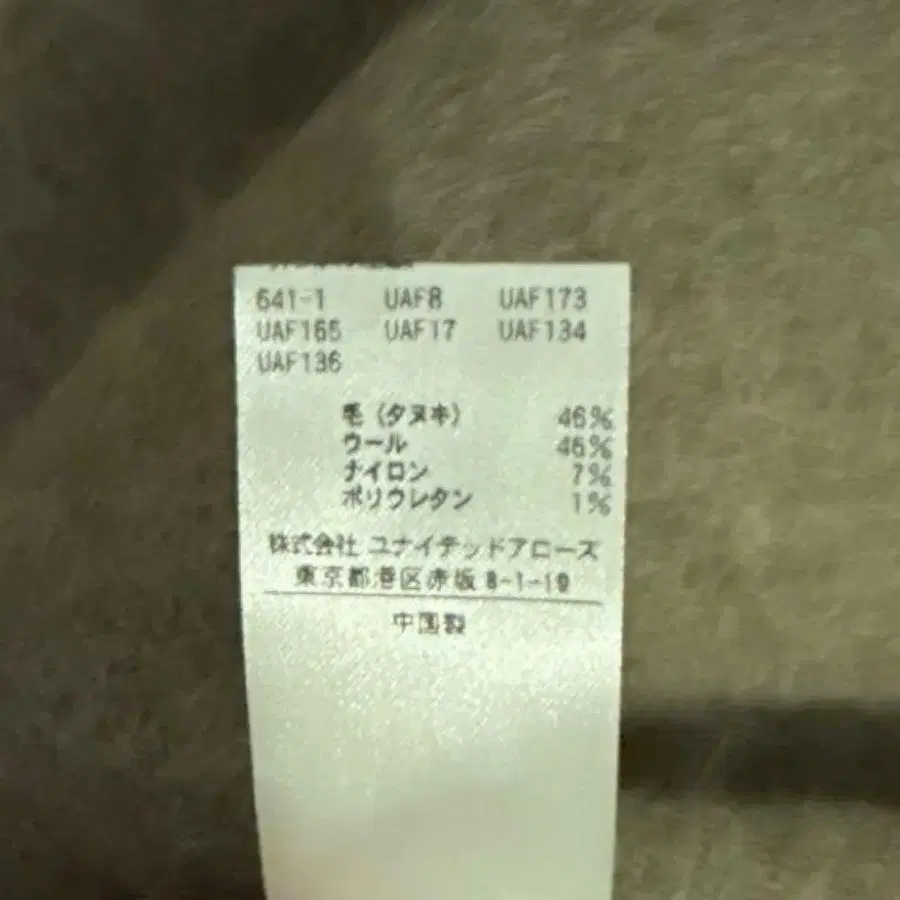 641-1 UAF8 UAF173
UAF165 UAF17 UAF134
UAF136
毛（タヌキ） 46%
ウール 46%
ナイロン 7%
ポリウレタン 1%
株式会社 ユナイテッドアローズ
東京都港区赤坂 8-1-19
中国製